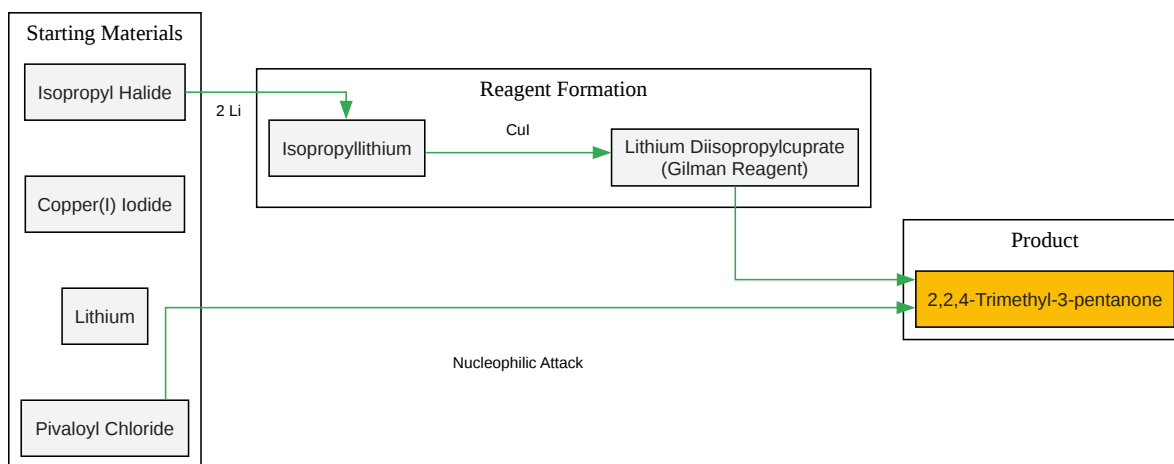 Starting Materials
Isopropyl Halide
Copper(I) Iodide
Lithium
Pivaloyl Chloride
2 Li
Reagent Formation
Isopropyllithium
CuI
Lithium Diisopropylcuprate
(Gilman Reagent)
Nucleophilic Attack
Product
2,2,4-Trimethyl-3-pentanone